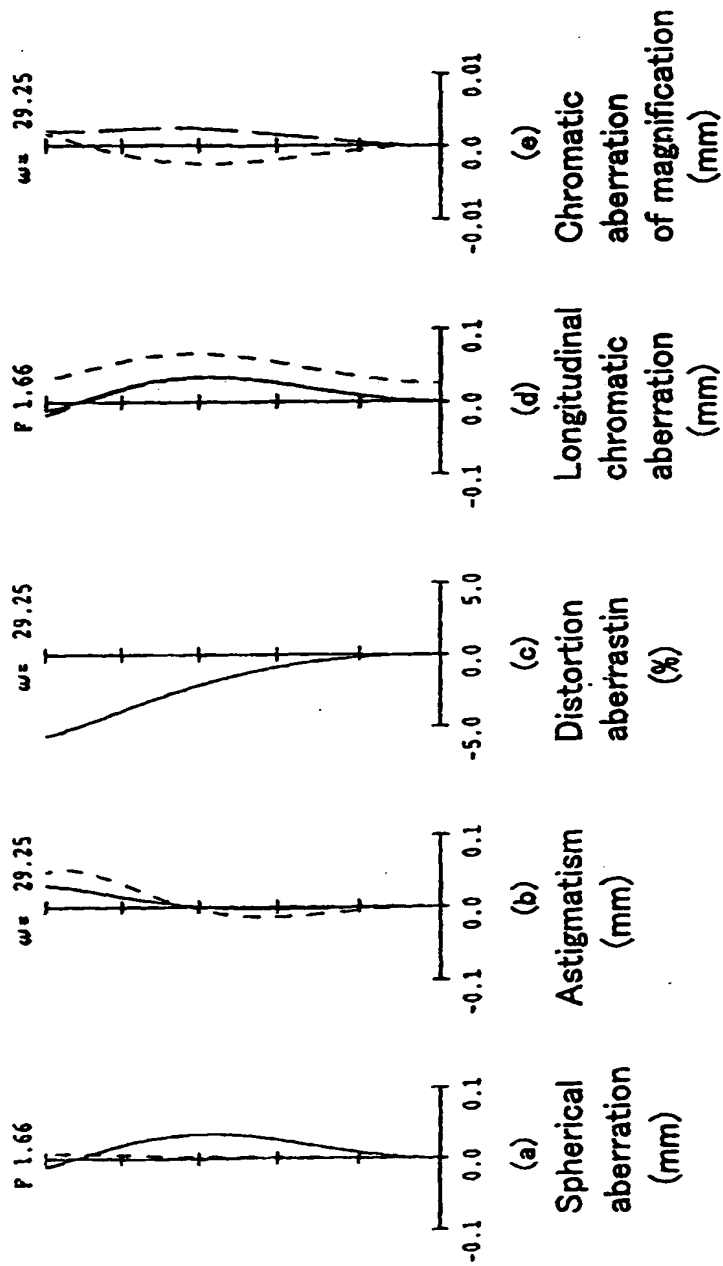 F 1.66
-0.1 0.0 0.1
(a)
Spherical
aberration
(mm)
ω= 29.25
-0.1 0.0 0.1
(b)
Astigmatism
(mm)
ω= 29.25
-5.0 0.0 5.0
(c)
Distortion
aberrastin
(%)
F 1.66
-0.1 0.0 0.1
(d)
Longitudinal
chromatic
aberration
(mm)
ω= 29.25
-0.01 0.0 0.01
(e)
Chromatic
aberration
of magnification
(mm)